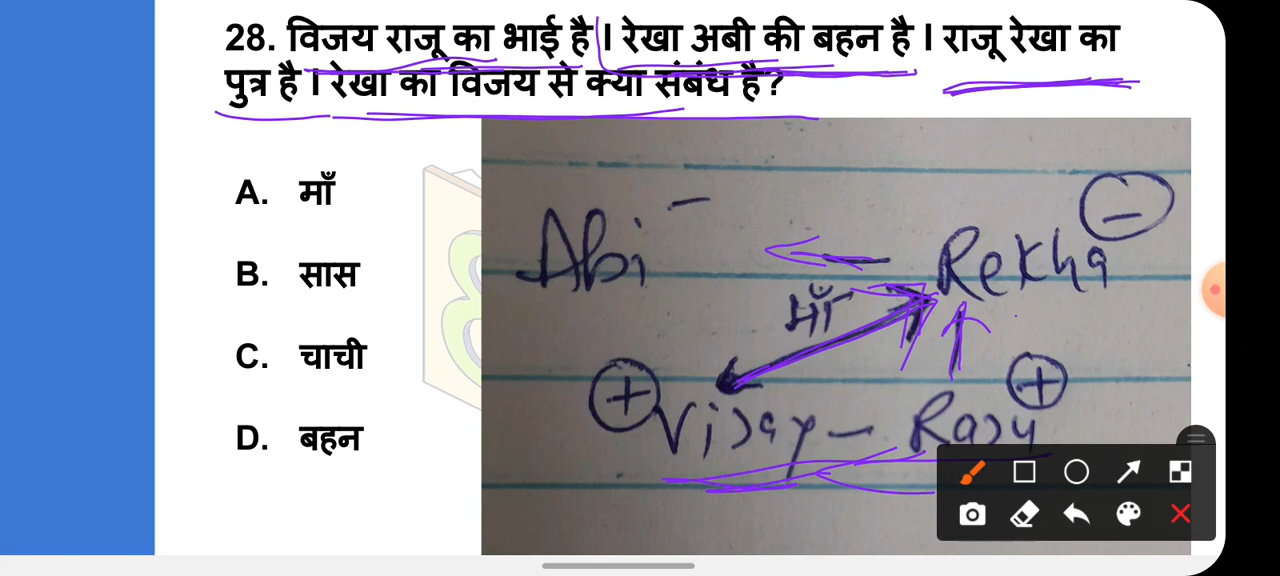 28. विजय राजू का भाई है I रेखा अबी की बहन है I राजू रेखा का
पुत्र है I रेखा का विजय से क्या संबंध है?
A. माँ
B. सास
C. चाची
D. बहन
Abi −
Rekha −
माँ
+ Vijay − Raju +